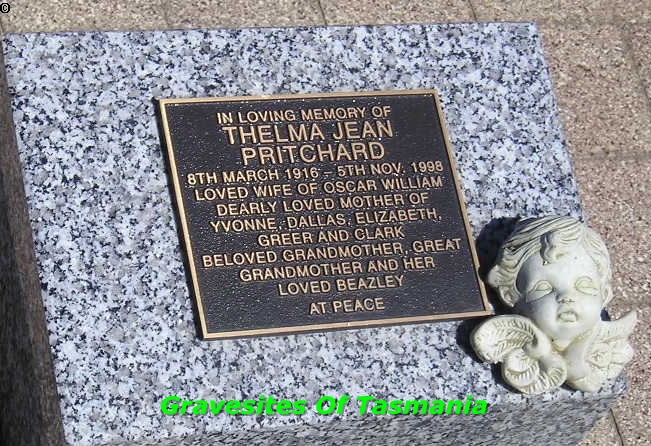 ©
IN LOVING MEMORY OF
THELMA JEAN
PRITCHARD
8TH MARCH 1916 - 5TH NOV. 1998
LOVED WIFE OF OSCAR WILLIAM
DEARLY LOVED MOTHER OF
YVONNE, DALLAS, ELIZABETH,
GREER AND CLARK
BELOVED GRANDMOTHER, GREAT
GRANDMOTHER AND HER
LOVED BEAZLEY
AT PEACE
Gravesites Of Tasmania